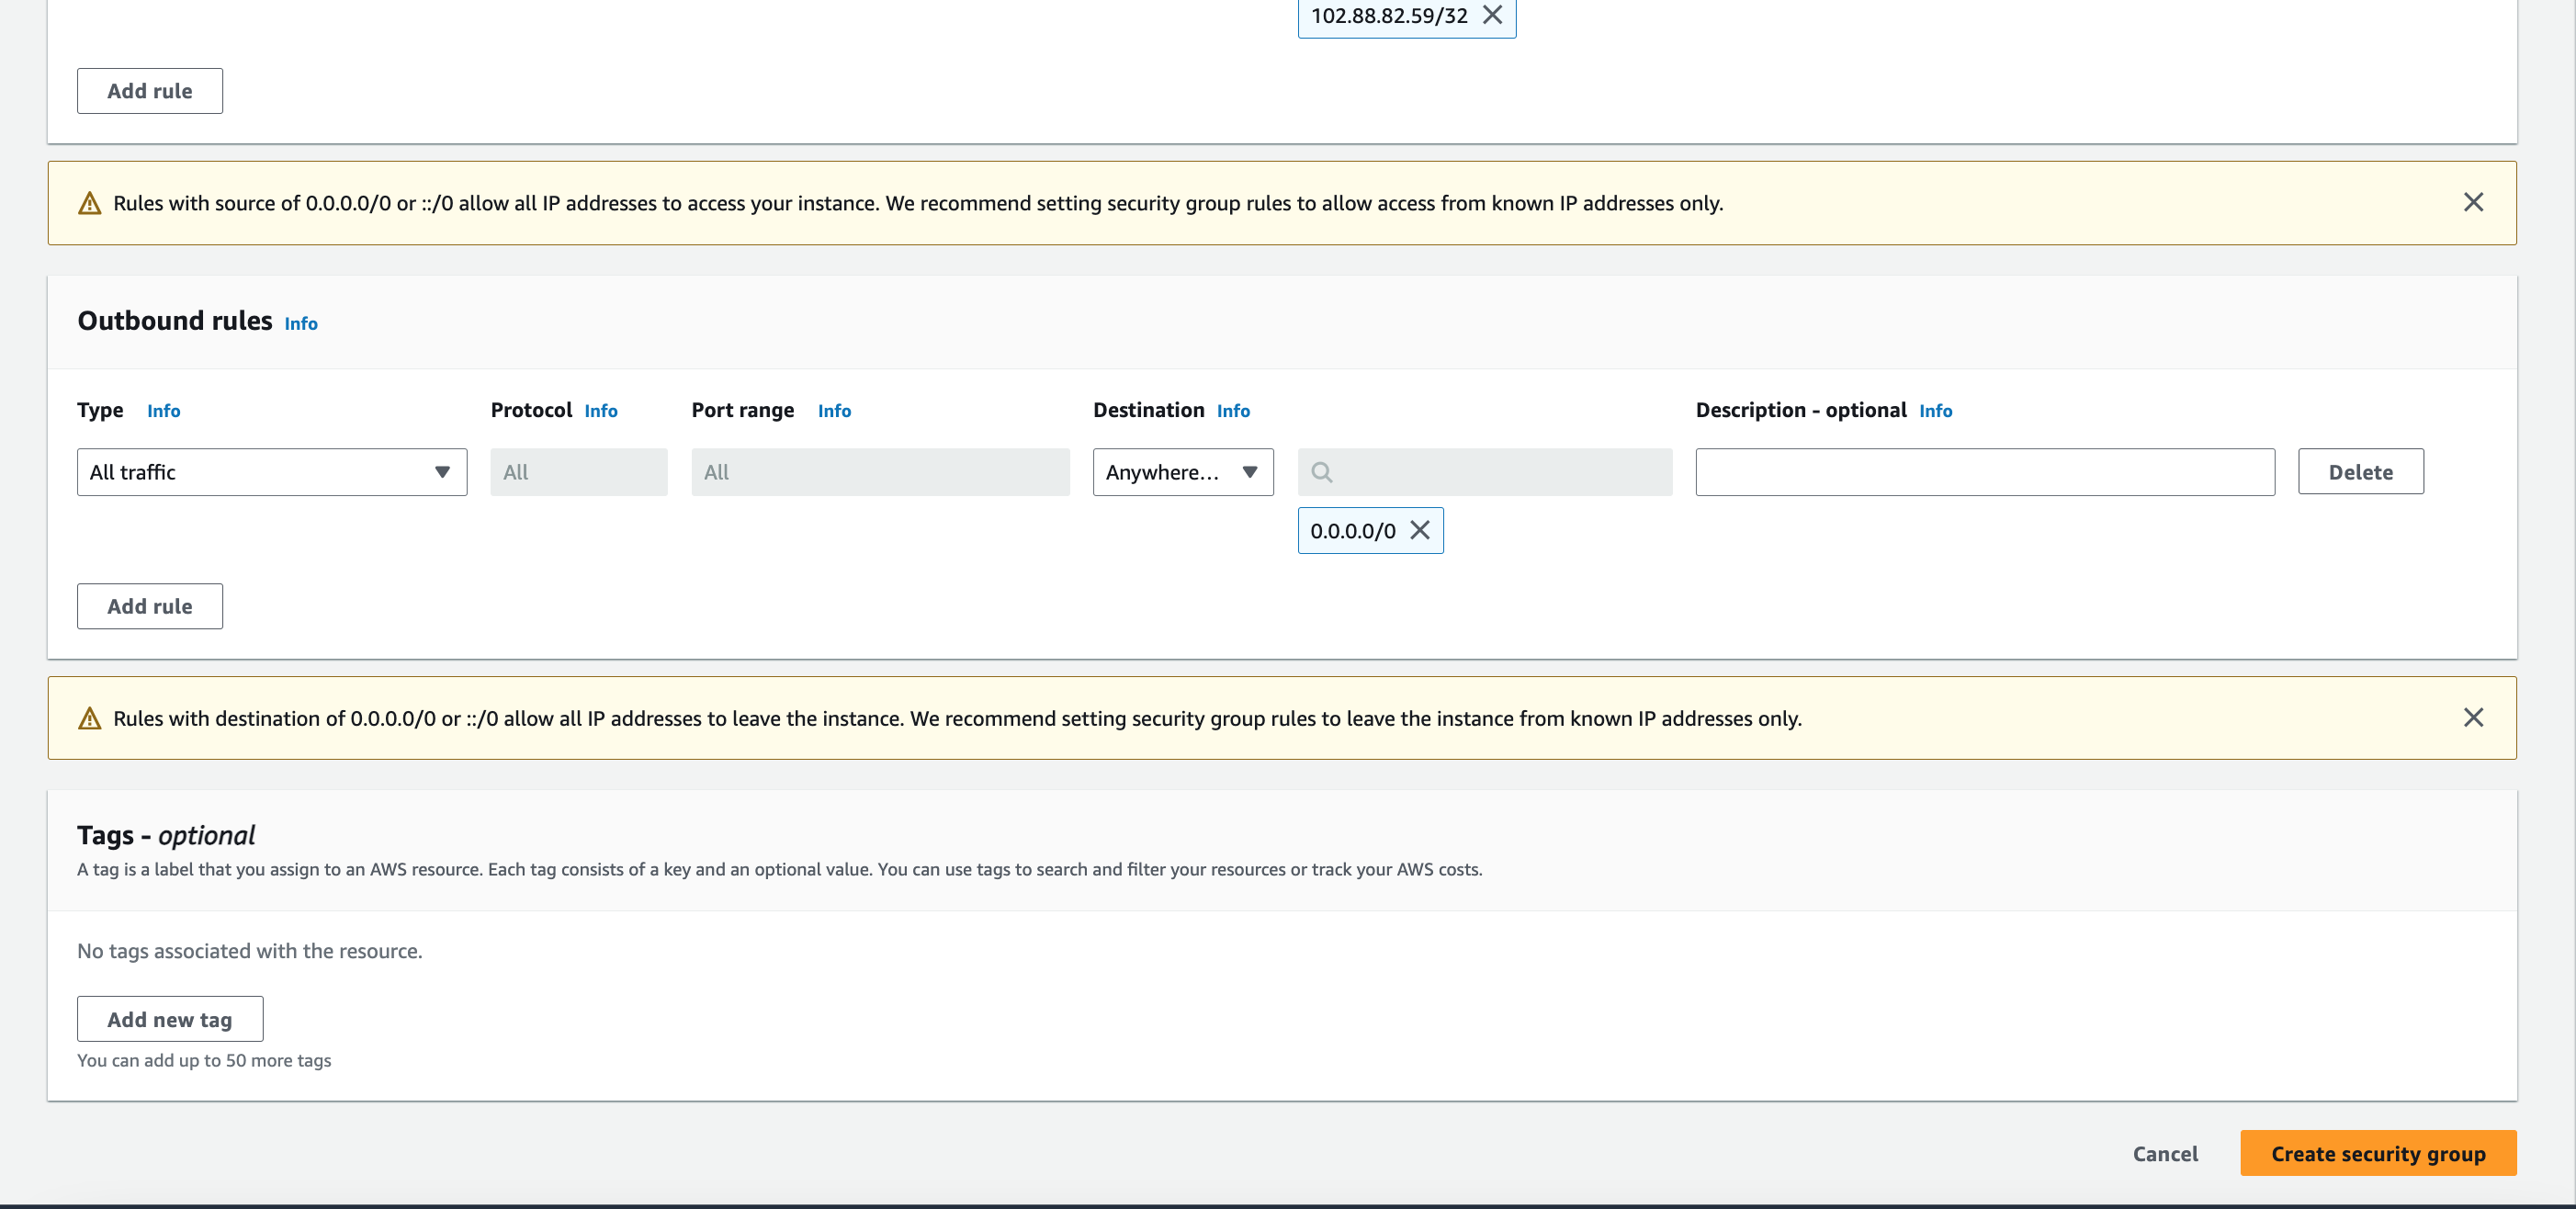 102.88.82.59/32
Add rule
Rules with source of 0.0.0.0/0 or ::/0 allow all IP addresses to access your instance. We recommend setting security group rules to allow access from known IP addresses only.
Outbound rules Info
Type Info Protocol Info Port range Info Destination Info Description - optional Info
All traffic All All Anywhere... Delete
0.0.0.0/0
Add rule
Rules with destination of 0.0.0.0/0 or ::/0 allow all IP addresses to leave the instance. We recommend setting security group rules to leave the instance from known IP addresses only.
Tags - optional
A tag is a label that you assign to an AWS resource. Each tag consists of a key and an optional value. You can use tags to search and filter your resources or track your AWS costs.
No tags associated with the resource.
Add new tag
You can add up to 50 more tags
Cancel Create security group